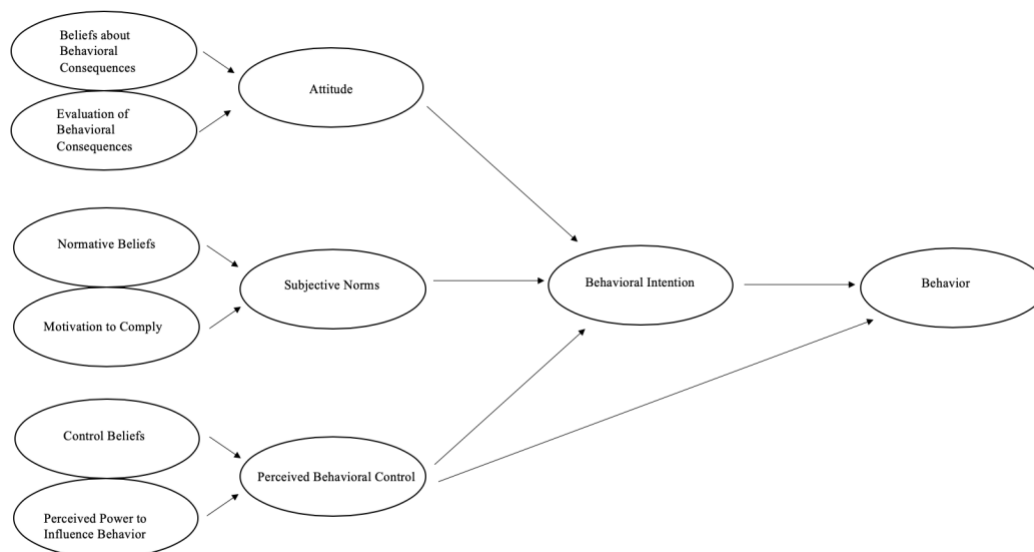 Beliefs about
Behavioral
Consequences
Evaluation of
Behavioral
Consequences
Attitude
Normative Beliefs
Motivation to Comply
Subjective Norms
Behavioral Intention
Behavior
Control Beliefs
Perceived Power to
Influence Behavior
Perceived Behavioral Control